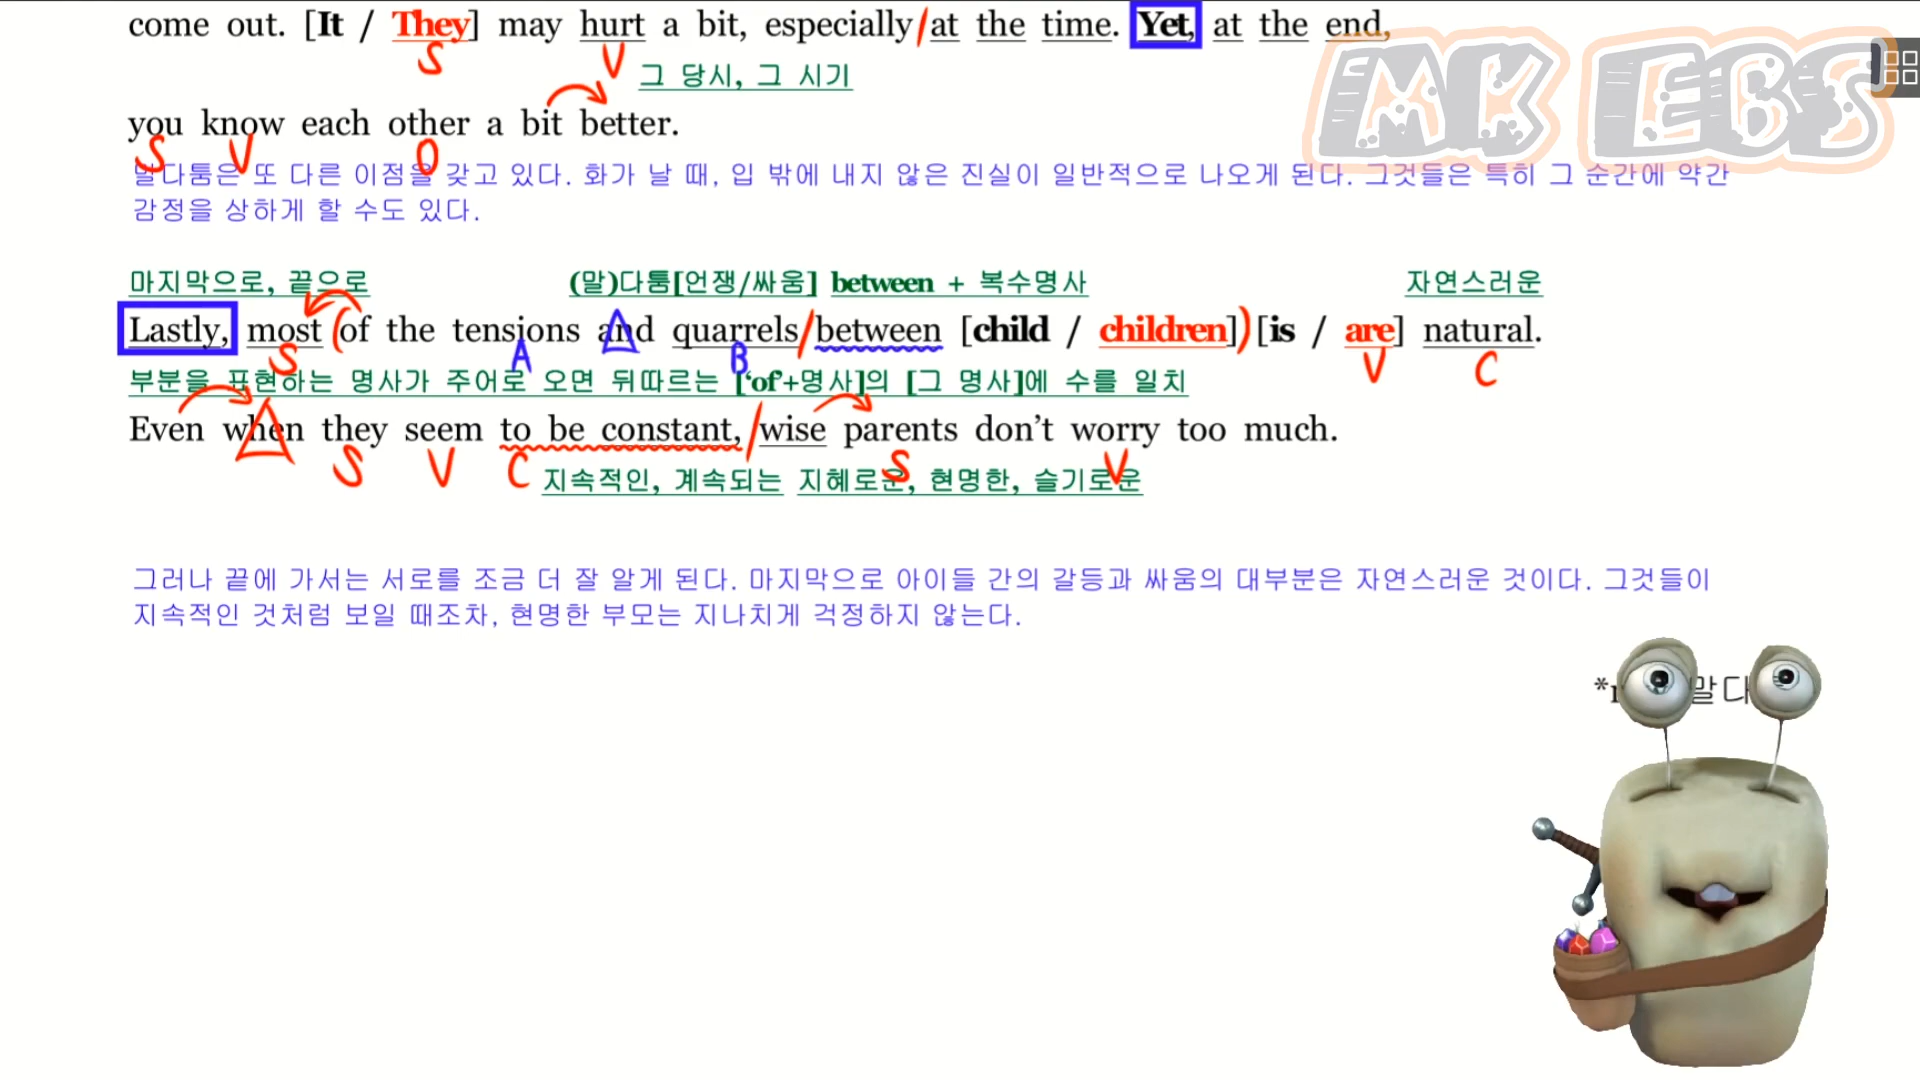 come out. [It / They] may hurt a bit, especially/at the time. Yet, at the end,
S V 그 당시, 그 시기
MK EBS
you know each other a bit better.
S V O
말다툼은 또 다른 이점을 갖고 있다. 화가 날 때, 입 밖에 내지 않은 진실이 일반적으로 나오게 된다. 그것들은 특히 그 순간에 약간
감정을 상하게 할 수도 있다.
마지막으로, 끝으로 (말)다툼[언쟁/싸움] between + 복수명사 자연스러운
Lastly, most (of the tensions and quarrels/between [child / children]) [is / are] natural.
S A B V C
부분을 표현하는 명사가 주어로 오면 뒤따르는 ['of'+명사]의 [그 명사]에 수를 일치
Even when they seem to be constant,/wise parents don't worry too much.
S V C 지속적인, 계속되는 지혜로운, 현명한, 슬기로운 S V
그러나 끝에 가서는 서로를 조금 더 잘 알게 된다. 마지막으로 아이들 간의 갈등과 싸움의 대부분은 자연스러운 것이다. 그것들이
지속적인 것처럼 보일 때조차, 현명한 부모는 지나치게 걱정하지 않는다.